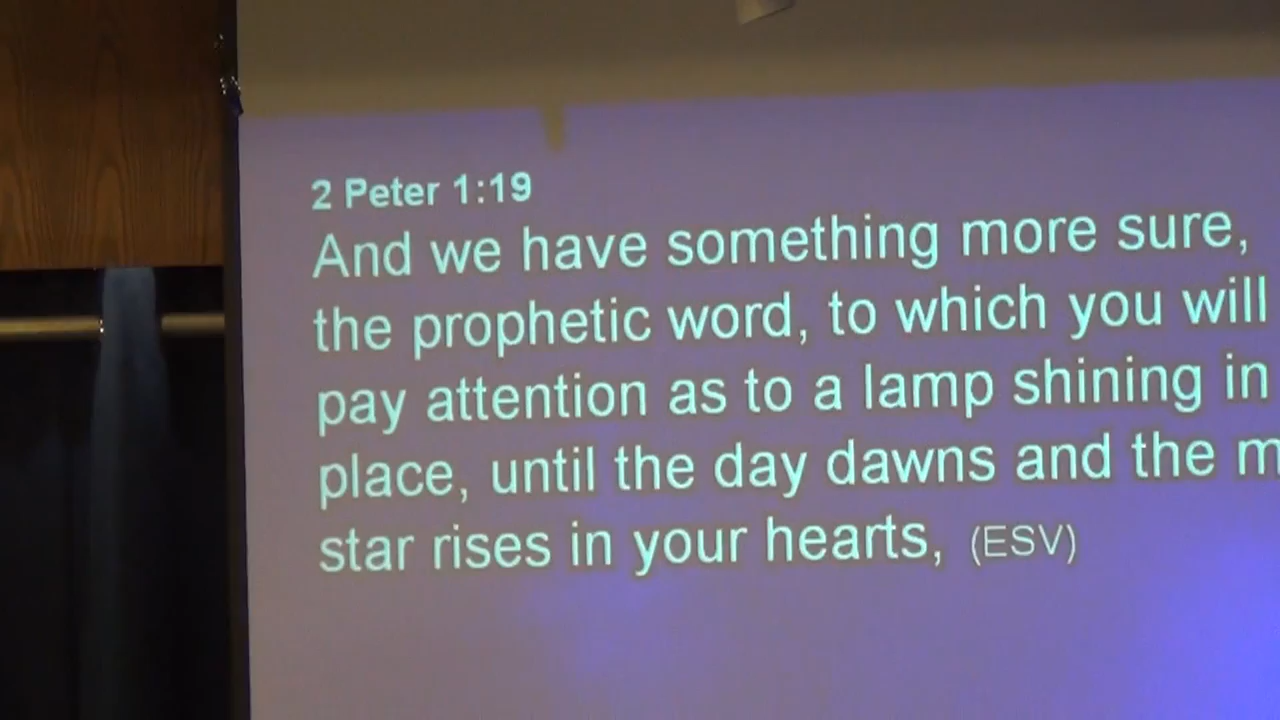 2 Peter 1:19
And we have something more sure,
the prophetic word, to which you will
pay attention as to a lamp shining in
place, until the day dawns and the
star rises in your hearts, (ESV)